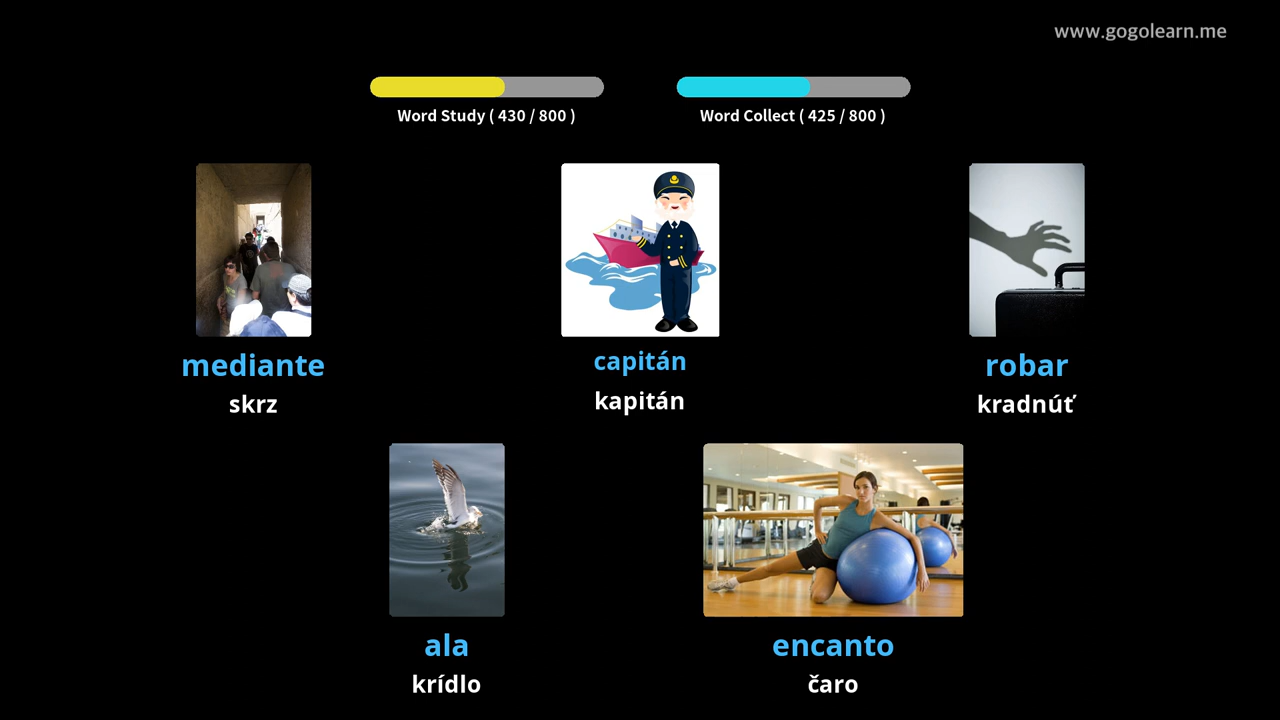 www.gogolearn.me
Word Study ( 430 / 800 )
Word Collect ( 425 / 800 )
mediante
skrz
capitán
kapitán
robar
kradnúť
ala
krídlo
encanto
čaro